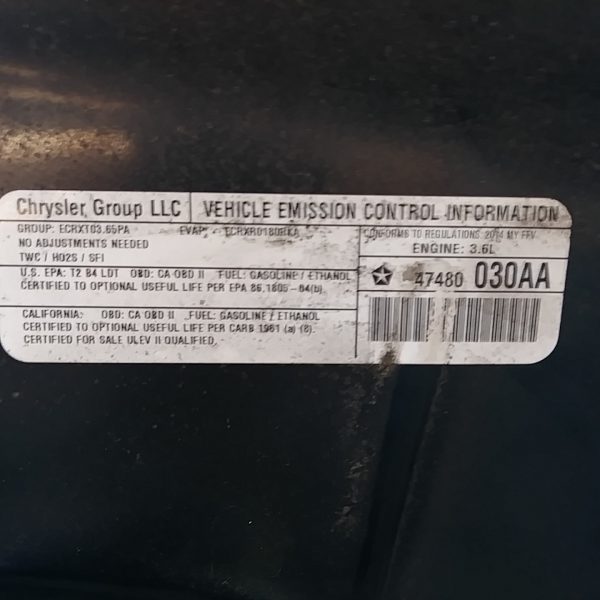 Chrysler Group LLC VEHICLE EMISSION CONTROL INFORMATION
GROUP: ECRXT03.65PA EVAP: CONFORMS TO REGULATIONS: 2014 MY FFV
NO ADJUSTMENTS NEEDED ENGINE: 3.6L
TWC / HO2S / SFI
U.S. EPA: T2 B4 LDT OBD: CA OBD II FUEL: GASOLINE / ETHANOL 47480 030AA
CERTIFIED TO OPTIONAL USEFUL LIFE PER EPA 86.1805-04(b)
CALIFORNIA: OBD: CA OBD II FUEL: GASOLINE / ETHANOL
CERTIFIED TO OPTIONAL USEFUL LIFE PER CARB 1961 (a) (8).
CERTIFIED FOR SALE ULEV II QUALIFIED.